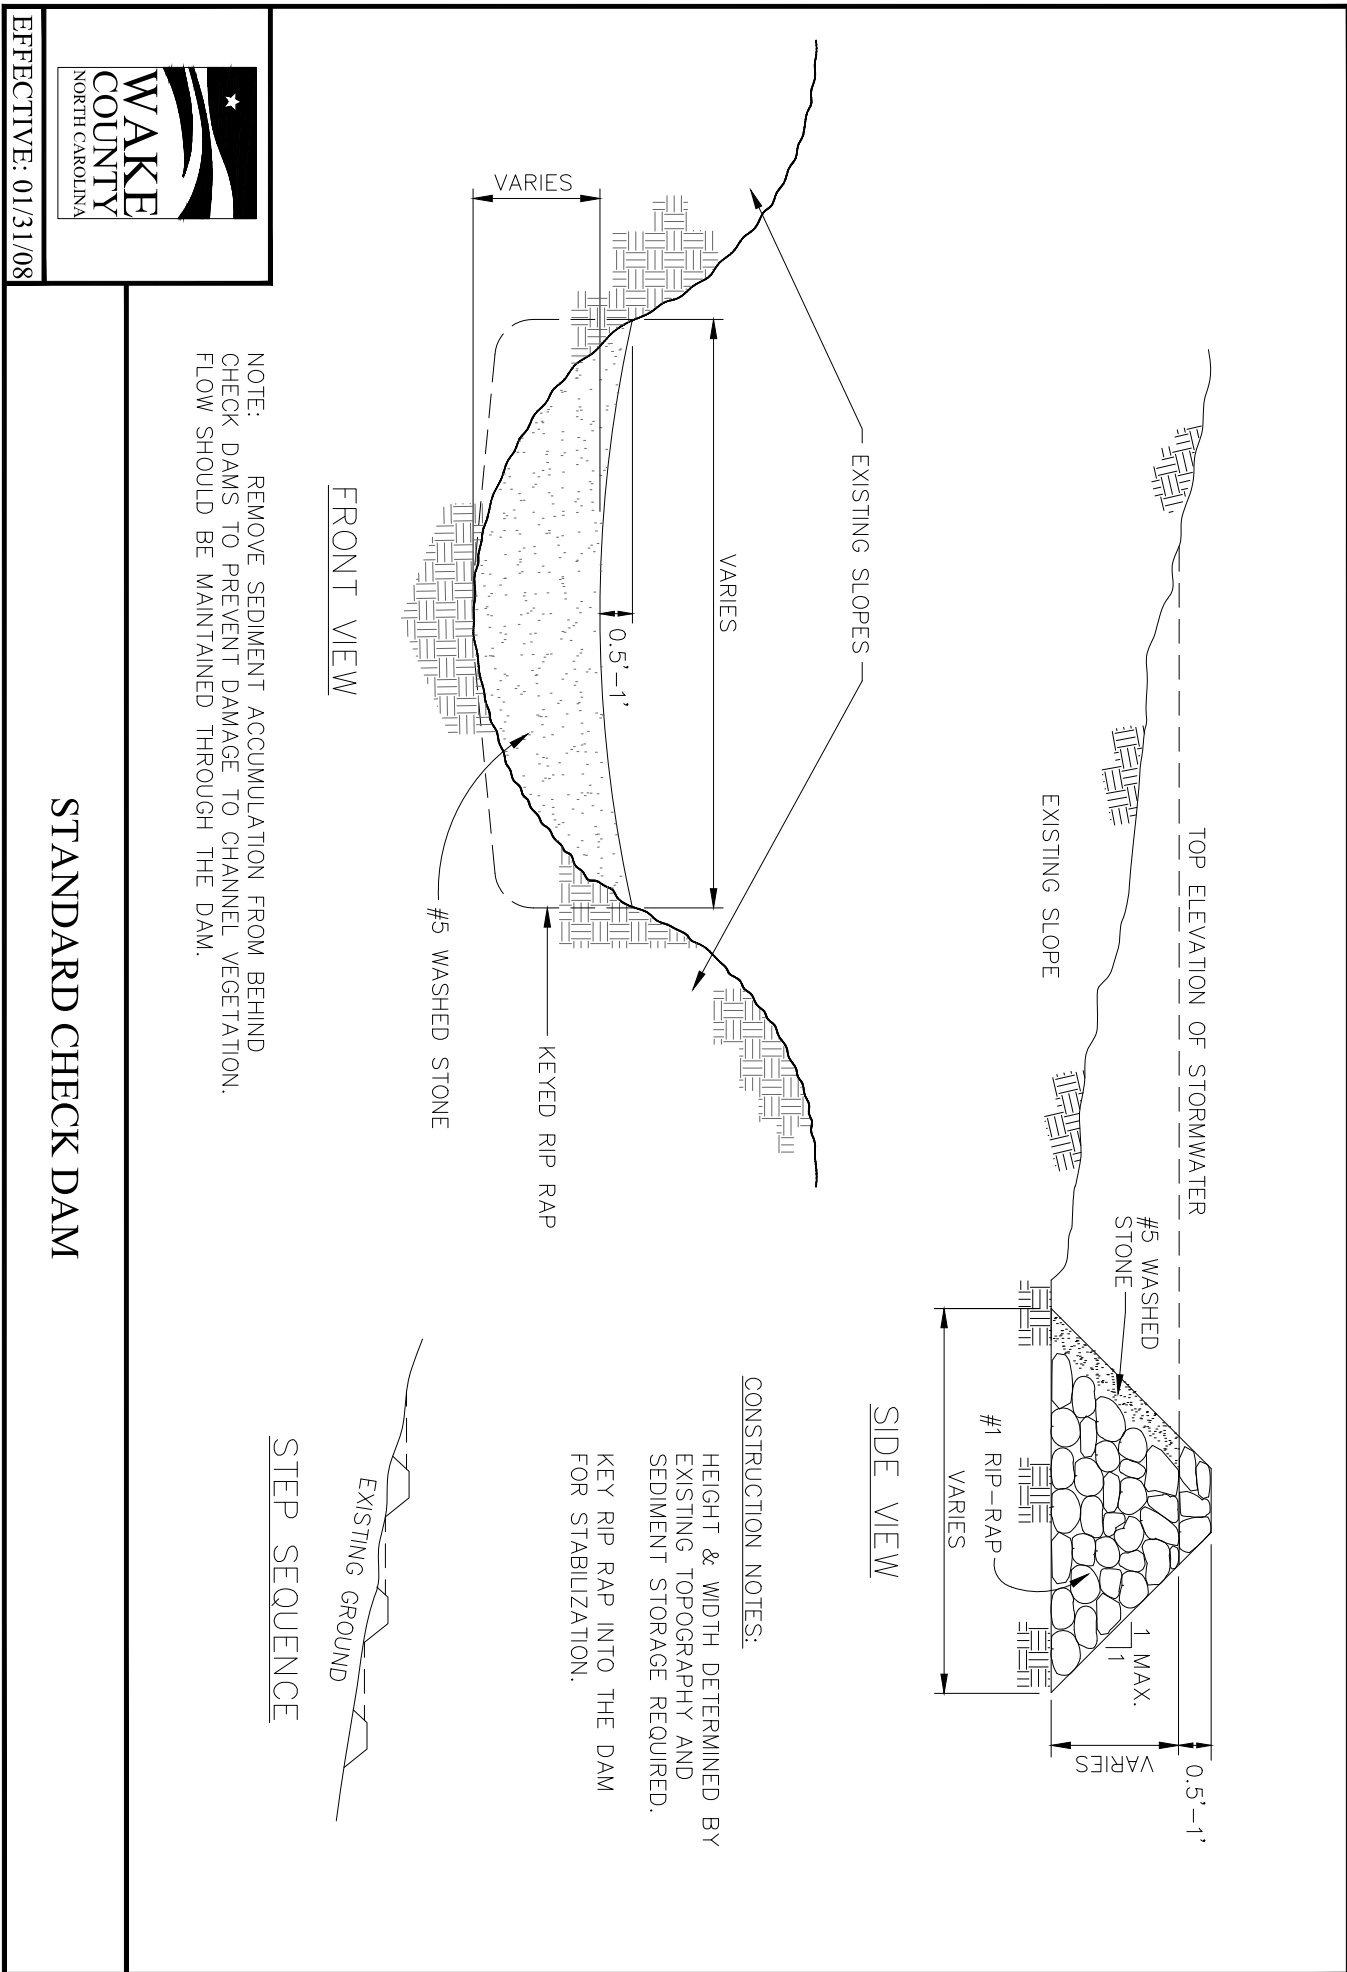 TOP ELEVATION OF STORMWATER
#5 WASHED
STONE
EXISTING SLOPE
0.5'-1'
VARIES
1 MAX.
1
#1 RIP-RAP
VARIES
SIDE VIEW
EXISTING SLOPES
VARIES
0.5'-1'
VARIES
KEYED RIP RAP
#5 WASHED STONE
FRONT VIEW
CONSTRUCTION NOTES:
HEIGHT & WIDTH DETERMINED BY
EXISTING TOPOGRAPHY AND
SEDIMENT STORAGE REQUIRED.
KEY RIP RAP INTO THE DAM
FOR STABILIZATION.
EXISTING GROUND
STEP SEQUENCE
NOTE: REMOVE SEDIMENT ACCUMULATION FROM BEHIND
CHECK DAMS TO PREVENT DAMAGE TO CHANNEL VEGETATION.
FLOW SHOULD BE MAINTAINED THROUGH THE DAM.
WAKE
COUNTY
NORTH CAROLINA
EFFECTIVE: 01/31/08
STANDARD CHECK DAM